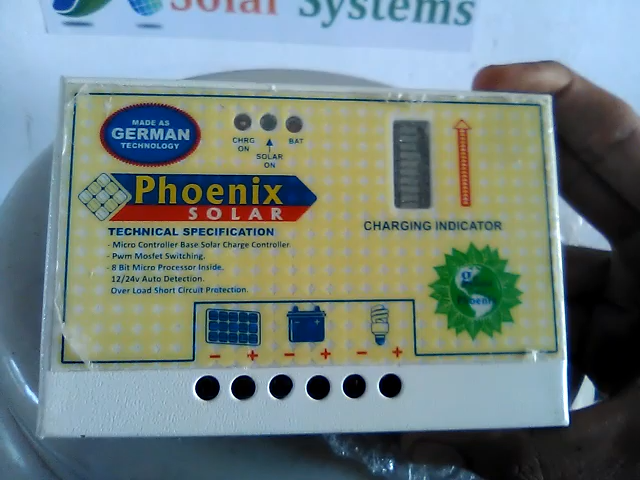 Solar Systems
MADE AS
GERMAN
TECHNOLOGY
CHRG
ON
SOLAR
ON
BAT
Phoenix
SOLAR
CHARGING INDICATOR
TECHNICAL SPECIFICATION
- Micro Controller Base Solar Charge Controller
- Pwm Mosfet Switching.
- 8 Bit Micro Processor Inside.
12/24v Auto Detection.
Over Load Short Circuit Protection.
Phoenix
- + - + - +